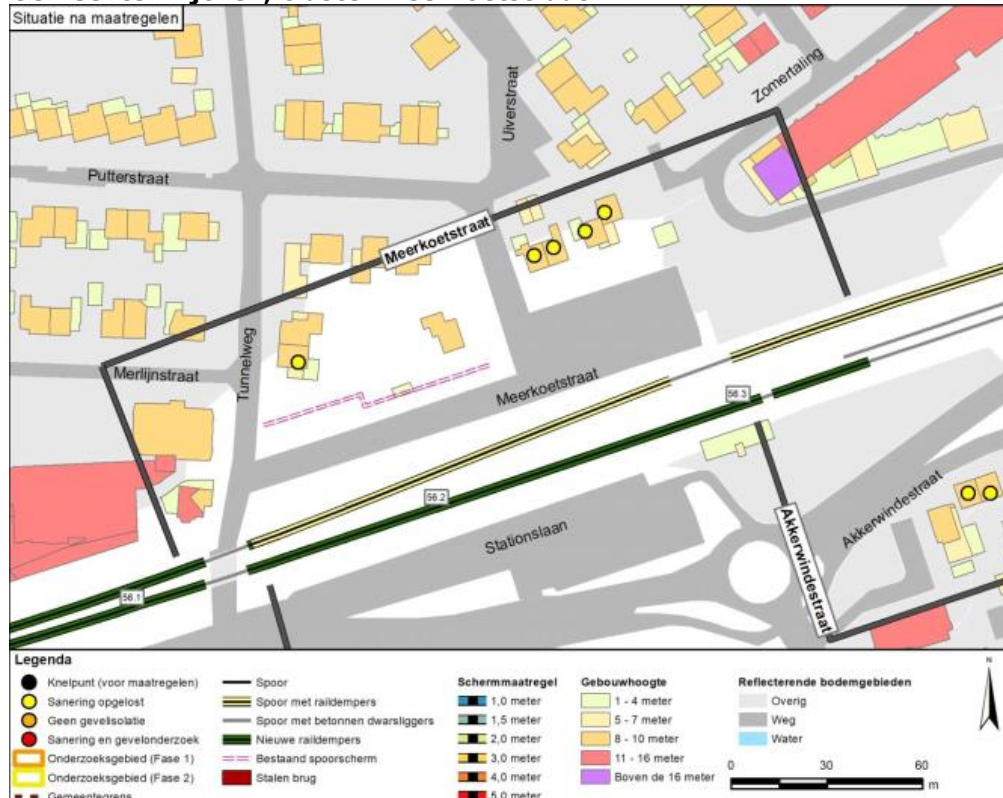 Situatie na maatregelen
Zomertaling
Uiverstraat
Putterstraat
Meerkoetstraat
Tunnelweg
Merlijnstraat
Meerkoetstraat
56.3
56.2
Stationslaan
Akkerwindestraat
Akkerwindestraat
56.1
Legenda
Knelpunt (voor maatregelen)
Sanering opgelost
Geen gevelisolatie
Sanering en gevelonderzoek
Onderzoeksgebied (Fase 1)
Onderzoeksgebied (Fase 2)
Gemeentegrens
Spoor
Spoor met raildempers
Spoor met betonnen dwarsliggers
Nieuwe raildempers
Bestaand spoorscherm
Stalen brug
Schermmaatregel
1,0 meter
1,5 meter
2,0 meter
3,0 meter
4,0 meter
5,0 meter
Gebouwhoogte
1 - 4 meter
5 - 7 meter
8 - 10 meter
11 - 16 meter
Boven de 16 meter
Reflecterende bodemgebieden
Overig
Weg
Water
N
0 30 60
m